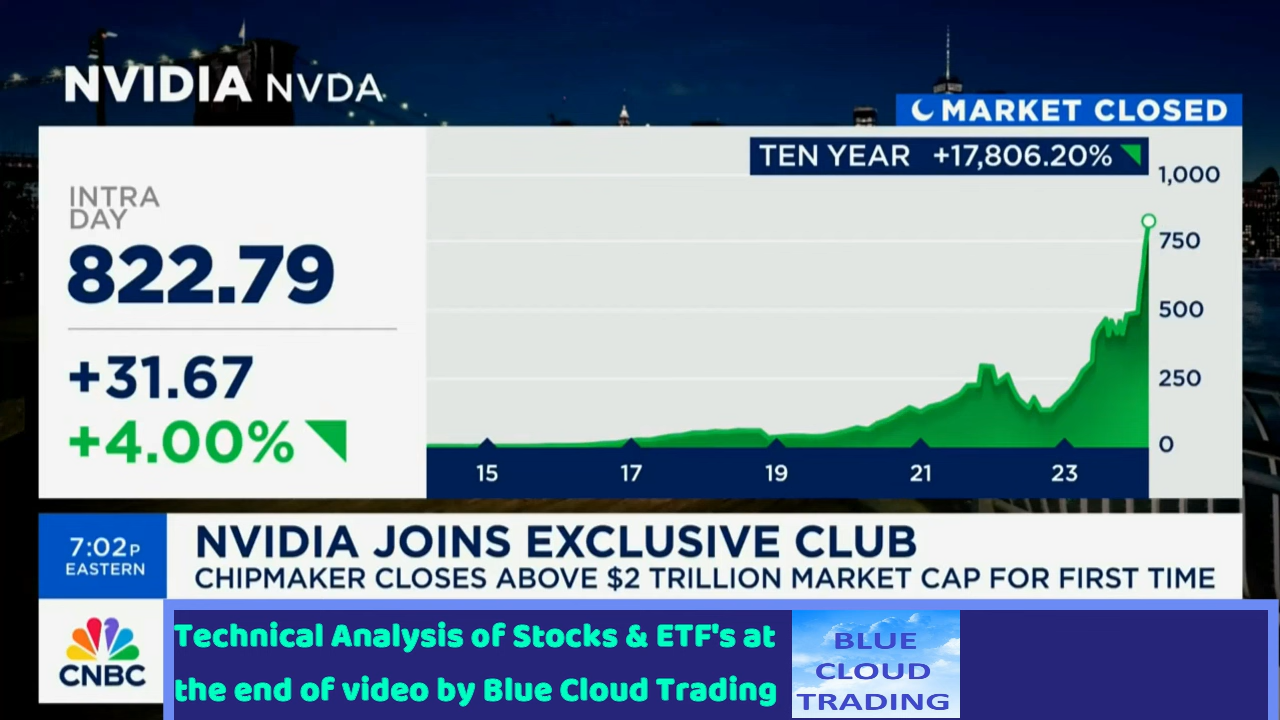 NVIDIA NVDA
MARKET CLOSED
TEN YEAR +17,806.20%
INTRA
DAY
822.79
+31.67
+4.00%
1,000
750
500
250
0
15 17 19 21 23
7:02P
EASTERN
NVIDIA JOINS EXCLUSIVE CLUB
CHIPMAKER CLOSES ABOVE $2 TRILLION MARKET CAP FOR FIRST TIME
CNBC
Technical Analysis of Stocks & ETF's at
the end of video by Blue Cloud Trading
BLUE
CLOUD
TRADING